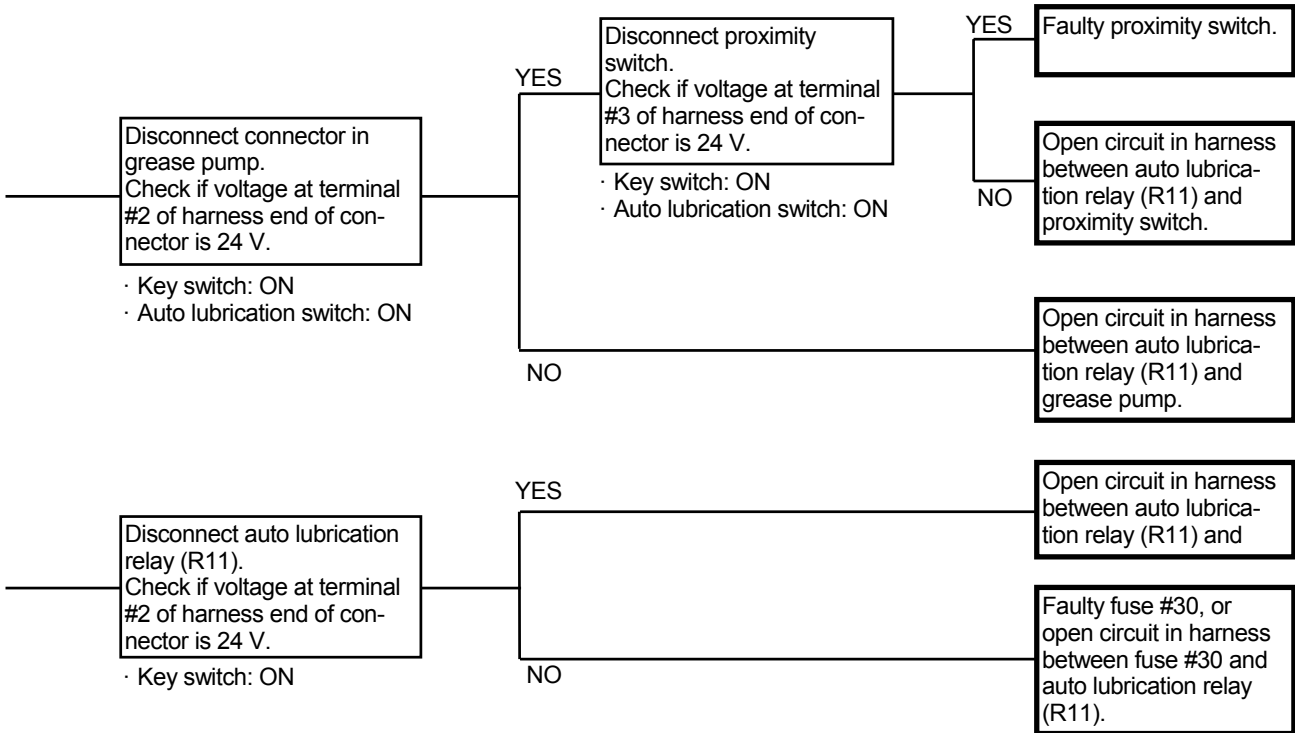 Disconnect connector in
grease pump.
Check if voltage at terminal
#2 of harness end of con-
nector is 24 V.
· Key switch: ON
· Auto lubrication switch: ON
YES
Disconnect proximity
switch.
Check if voltage at terminal
#3 of harness end of con-
nector is 24 V.
· Key switch: ON
· Auto lubrication switch: ON
YES
Faulty proximity switch.
NO
Open circuit in harness
between auto lubrica-
tion relay (R11) and
proximity switch.
NO
Open circuit in harness
between auto lubrica-
tion relay (R11) and
grease pump.
Disconnect auto lubrication
relay (R11).
Check if voltage at terminal
#2 of harness end of con-
nector is 24 V.
· Key switch: ON
YES
Open circuit in harness
between auto lubrica-
tion relay (R11) and
NO
Faulty fuse #30, or
open circuit in harness
between fuse #30 and
auto lubrication relay
(R11).